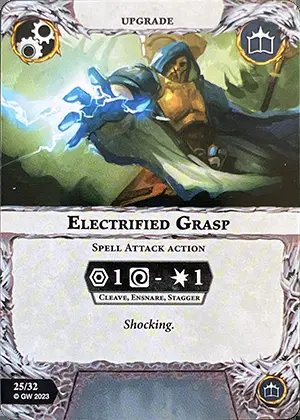 UPGRADE
ELECTRIFIED GRASP
SPELL ATTACK ACTION
1 - 1
CLEAVE, ENSNARE, STAGGER
Shocking.
25/32
© GW 2023